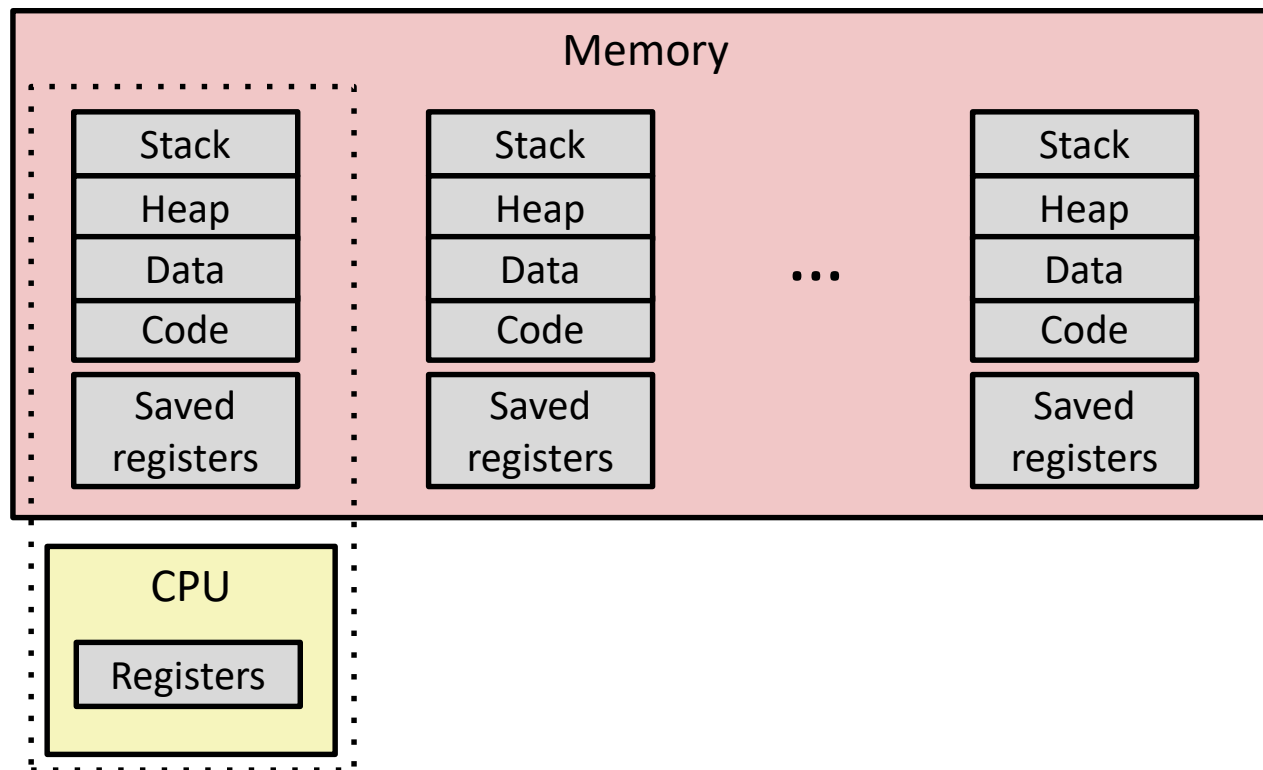 Memory
Stack
Heap
Data
Code
Saved
registers
Stack
Heap
Data
Code
Saved
registers
...
Stack
Heap
Data
Code
Saved
registers
CPU
Registers